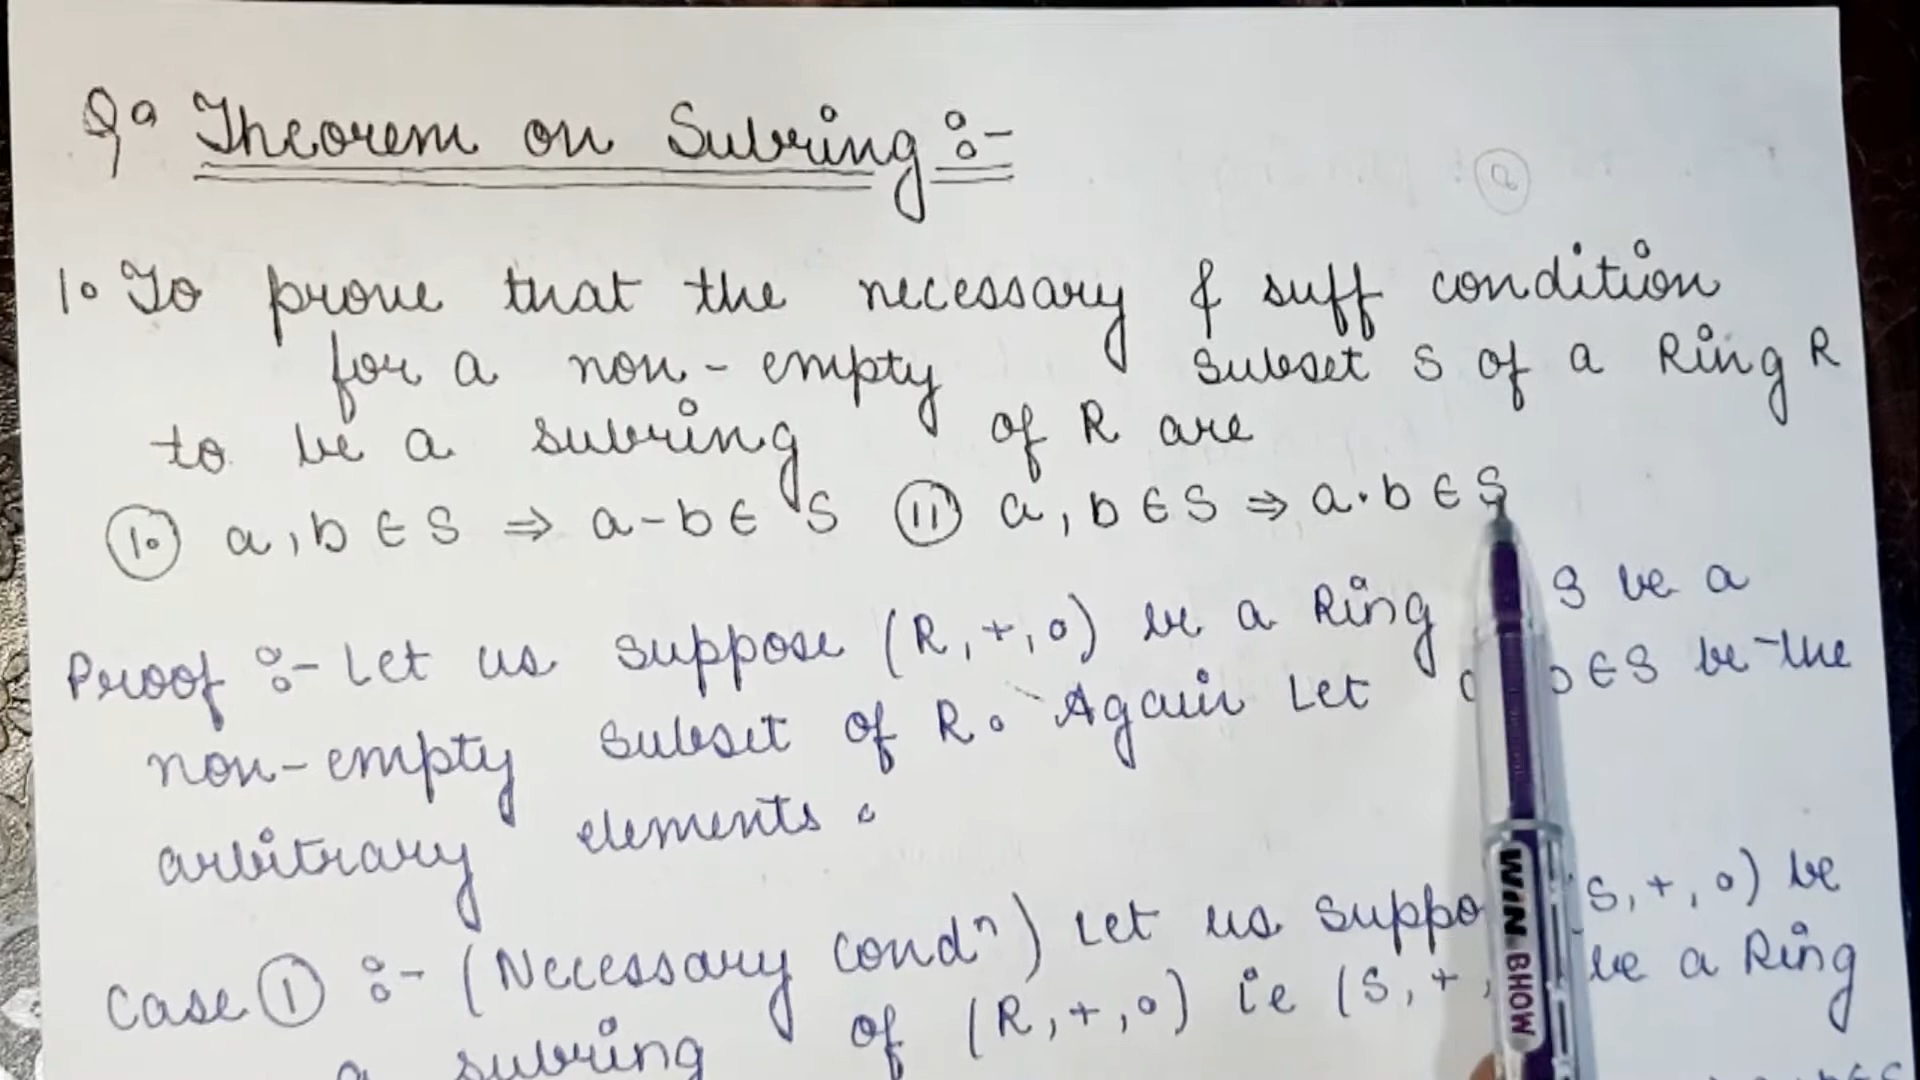 Q. Theorem on Subring :-
1. To prove that the necessary & suff condition
for a non-empty subset S of a Ring R
to be a subring of R are
(i) a, b ∈ S ⇒ a-b ∈ S (ii) a, b ∈ S ⇒ a·b ∈ S
Proof :- Let us suppose (R, +, o) be a Ring S be a
non-empty subset of R. Again Let b ∈ S be the
arbitrary elements.
Case (1) :- (Necessary condⁿ) Let us S, +, o) be
a subring of (R, +, o) ie (S, +, be a Ring
WIN BHOW